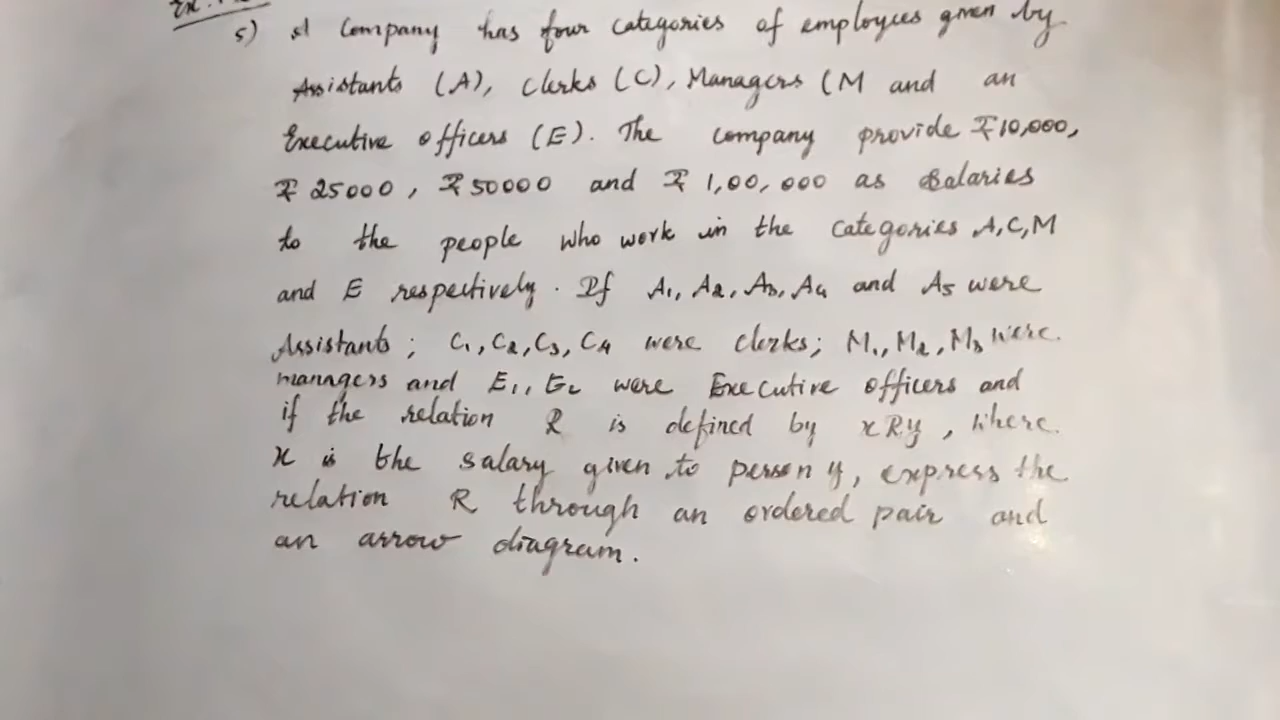 5) A Company has four Categories of employees given by
Assistants (A), Clerks (C), Managers (M and an
Executive officers (E). The company provide ₹10,000,
₹ 25000, ₹50000 and ₹ 1,00,000 as Salaries
to the people who work in the Categories A,C,M
and E respectively. If A1, A2, A3, A4 and A5 were
Assistants; C1, C2, C3, C4 were clerks; M1, M2, M3 were.
managers and E1, E2 were Executive officers and
if the relation R is defined by xRy, where.
x is the salary given to person y, express the
relation R through an ordered pair and
an arrow diagram.